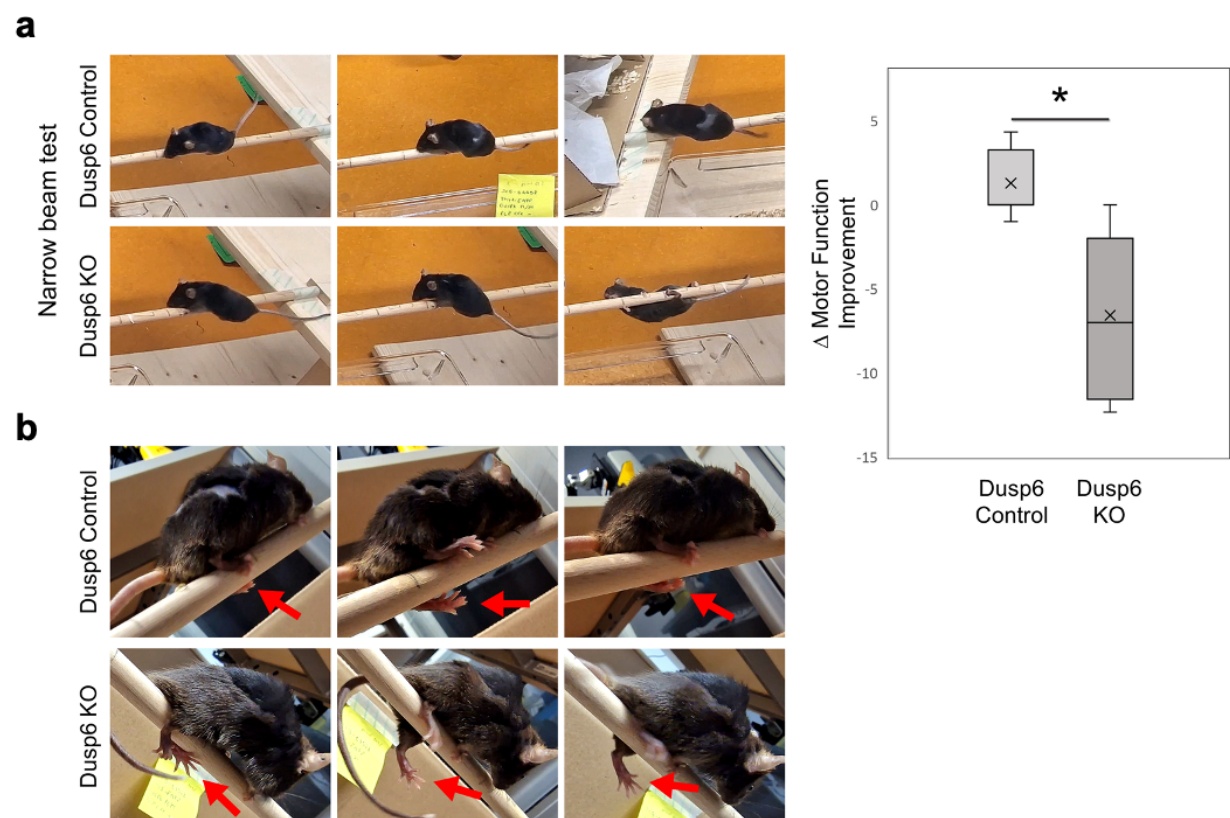 a
Narrow beam test
Dusp6 Control
Dusp6 KO
*
Δ Motor Function
Improvement
5
0
-5
-10
-15
Dusp6
Control
Dusp6
KO
b
Dusp6 Control
Dusp6 KO